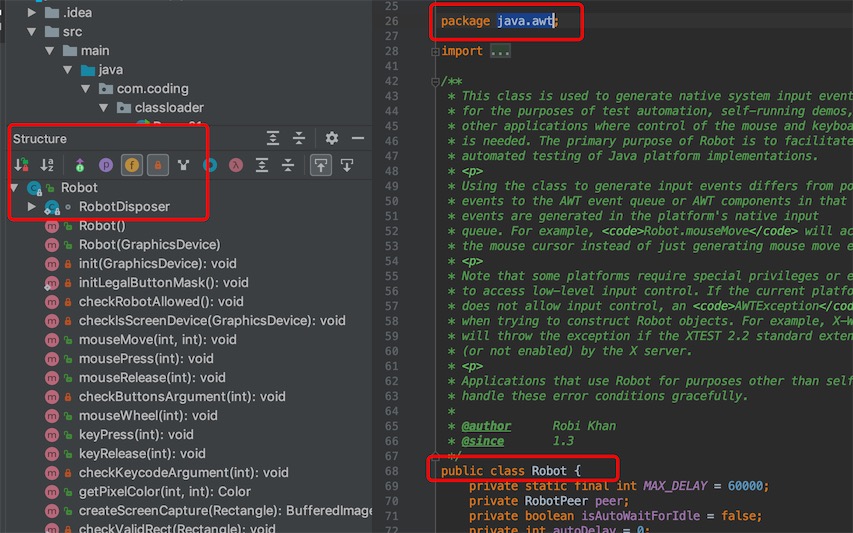 .idea
src
main
java
com.coding
classloader
Structure
Robot
RobotDisposer
Robot()
Robot(GraphicsDevice)
init(GraphicsDevice): void
initLegalButtonMask(): void
checkRobotAllowed(): void
checkIsScreenDevice(GraphicsDevice): void
mouseMove(int, int): void
mousePress(int): void
mouseRelease(int): void
checkButtonsArgument(int): void
mouseWheel(int): void
keyPress(int): void
keyRelease(int): void
checkKeycodeArgument(int): void
getPixelColor(int, int): Color
createScreenCapture(Rectangle): BufferedImage
checkValidRect(Rectangle): void
25
26 package java.awt;
27
28 import ...
41
42 /**
43 * This class is used to generate native system input event
44 * for the purposes of test automation, self-running demos,
45 * other applications where control of the mouse and keyboa
46 * is needed. The primary purpose of Robot is to facilitate
47 * automated testing of Java platform implementations.
48 * <p>
49 * Using the class to generate input events differs from po
50 * events to the AWT event queue or AWT components in that
51 * events are generated in the platform's native input
52 * queue. For example, <code>Robot.mouseMove</code> will ac
53 * the mouse cursor instead of just generating mouse move e
54 * <p>
55 * Note that some platforms require special privileges or e
56 * to access low-level input control. If the current platf
57 * does not allow input control, an <code>AWTException</cod
58 * when trying to construct Robot objects. For example, X-W
59 * will throw the exception if the XTEST 2.2 standard exten
60 * (or not enabled) by the X server.
61 * <p>
62 * Applications that use Robot for purposes other than self
63 * handle these error conditions gracefully.
64 *
65 * @author Robi Khan
66 * @since 1.3
67 */
68 public class Robot {
69 private static final int MAX_DELAY = 60000;
70 private RobotPeer peer;
71 private boolean isAutoWaitForIdle = false;
72 private int autoDelay = 0;